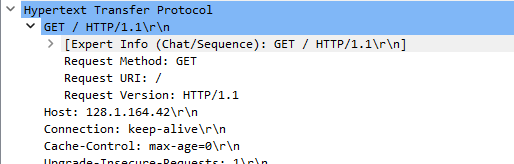 Hypertext Transfer Protocol
GET / HTTP/1.1\r\n
[Expert Info (Chat/Sequence): GET / HTTP/1.1\r\n]
Request Method: GET
Request URI: /
Request Version: HTTP/1.1
Host: 128.1.164.42\r\n
Connection: keep-alive\r\n
Cache-Control: max-age=0\r\n
Upgrade-Insecure-Requests: 1\r\n